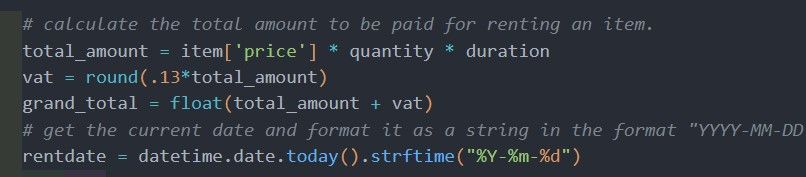 # calculate the total amount to be paid for renting an item.
total_amount = item['price'] * quantity * duration
vat = round(.13*total_amount)
grand_total = float(total_amount + vat)
# get the current date and format it as a string in the format "YYYY-MM-DD
rentdate = datetime.date.today().strftime("%Y-%m-%d")